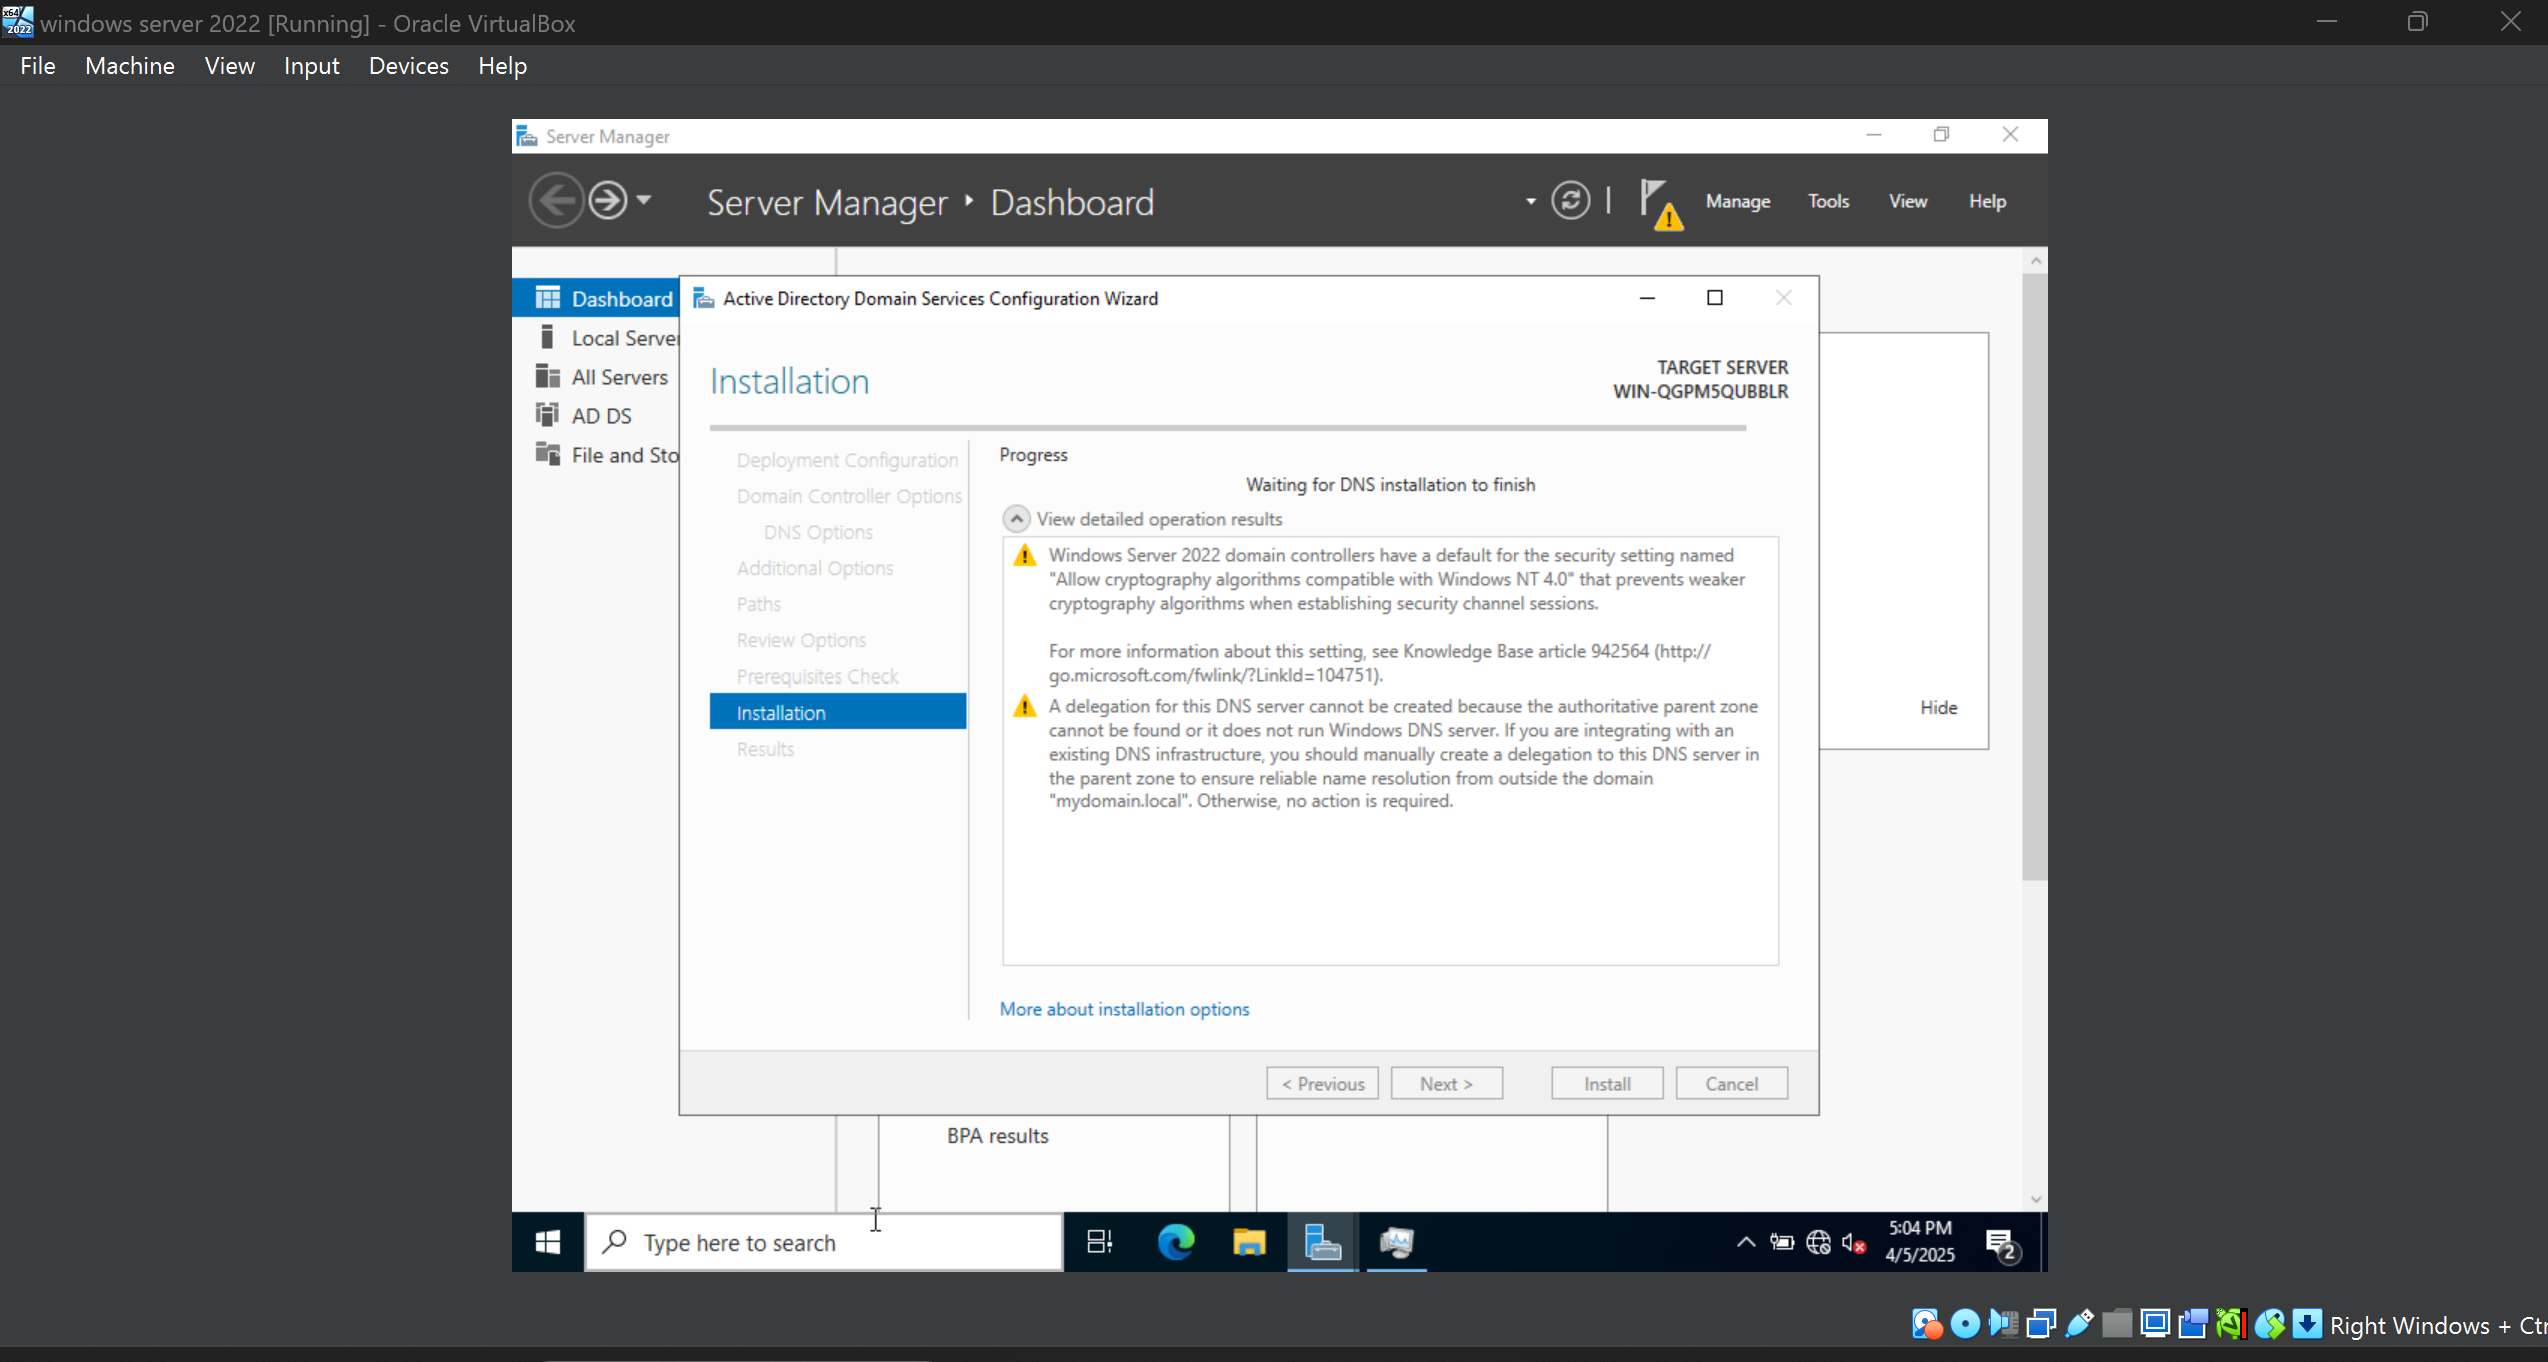 x64
2022
windows server 2022 [Running] - Oracle VirtualBox
File Machine View Input Devices Help
Server Manager
Server Manager Dashboard
Manage Tools View Help
Dashboard
Local Server
All Servers
AD DS
File and Sto
Active Directory Domain Services Configuration Wizard
Installation
TARGET SERVER
WIN-QGPM5QUBBLR
Deployment Configuration
Domain Controller Options
DNS Options
Additional Options
Paths
Review Options
Prerequisites Check
Installation
Results
Progress
Waiting for DNS installation to finish
View detailed operation results
Windows Server 2022 domain controllers have a default for the security setting named
"Allow cryptography algorithms compatible with Windows NT 4.0" that prevents weaker
cryptography algorithms when establishing security channel sessions.
For more information about this setting, see Knowledge Base article 942564 (http://
go.microsoft.com/fwlink/?LinkId=104751).
A delegation for this DNS server cannot be created because the authoritative parent zone
cannot be found or it does not run Windows DNS server. If you are integrating with an
existing DNS infrastructure, you should manually create a delegation to this DNS server in
the parent zone to ensure reliable name resolution from outside the domain
"mydomain.local". Otherwise, no action is required.
More about installation options
< Previous Next > Install Cancel
Hide
BPA results
Type here to search
5:04 PM
4/5/2025
2
Right Windows + Ctr